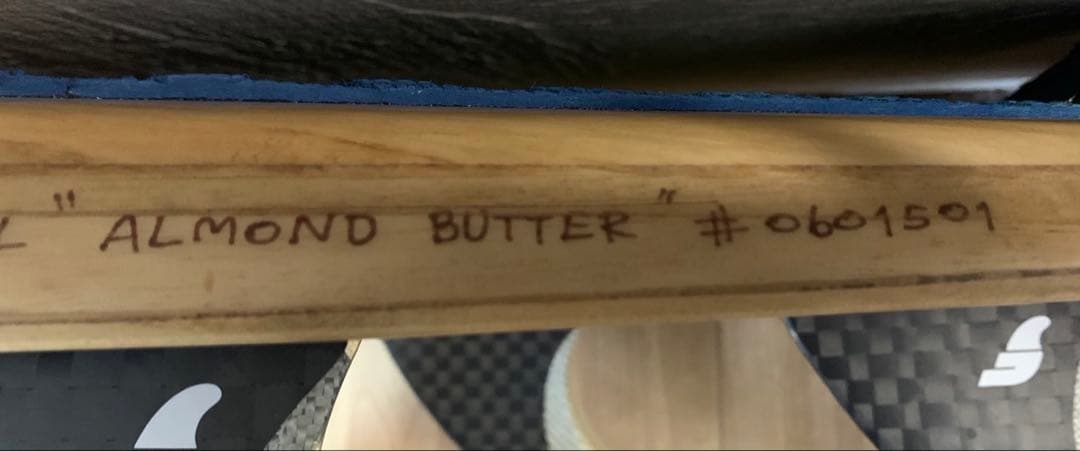 L "ALMOND BUTTER" #0601501